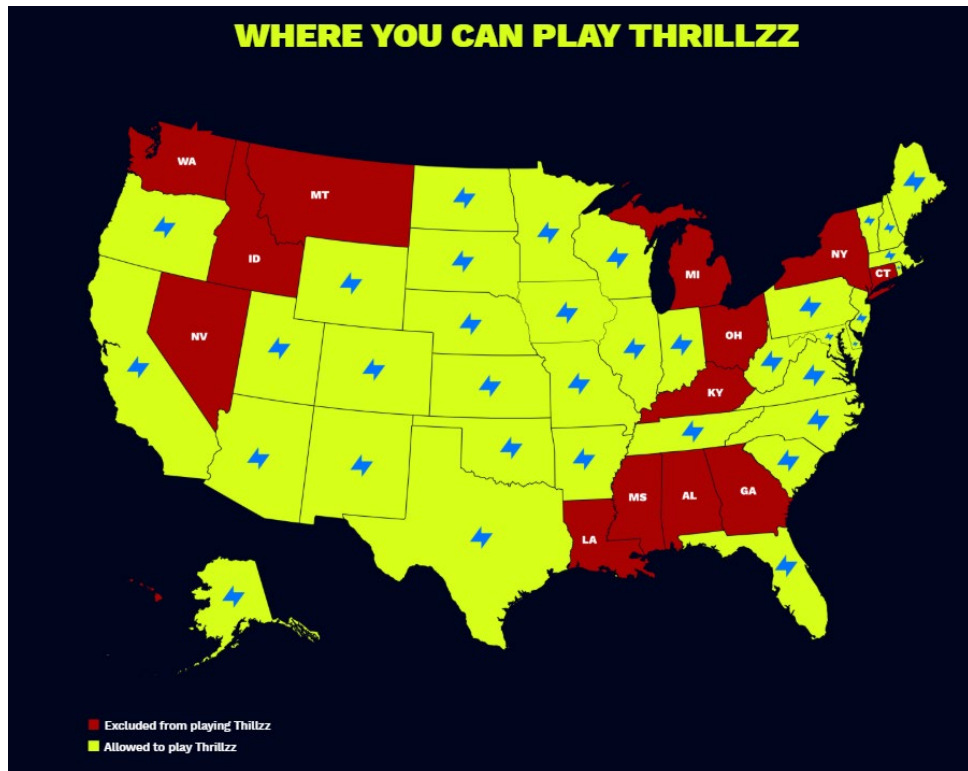 WHERE YOU CAN PLAY THRILLZZ
WA
MT
ID
NV
MI
NY
CT
OH
KY
MS
AL
GA
LA
Excluded from playing Thillzz
Allowed to play Thrillzz